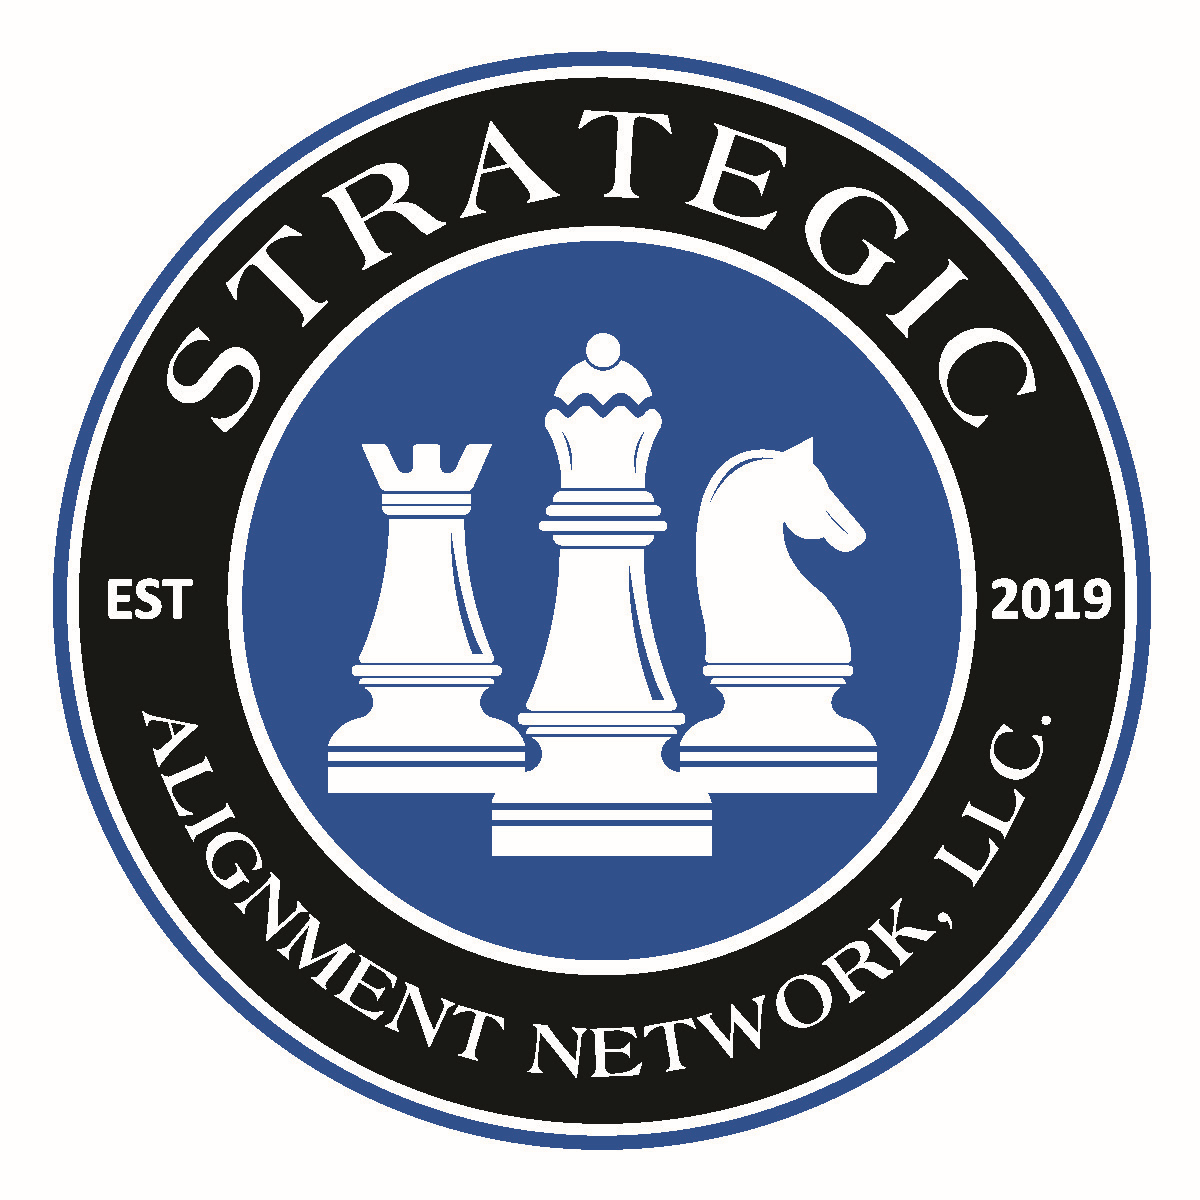 STRATEGIC
EST
2019
ALIGNMENT NETWORK, LLC.